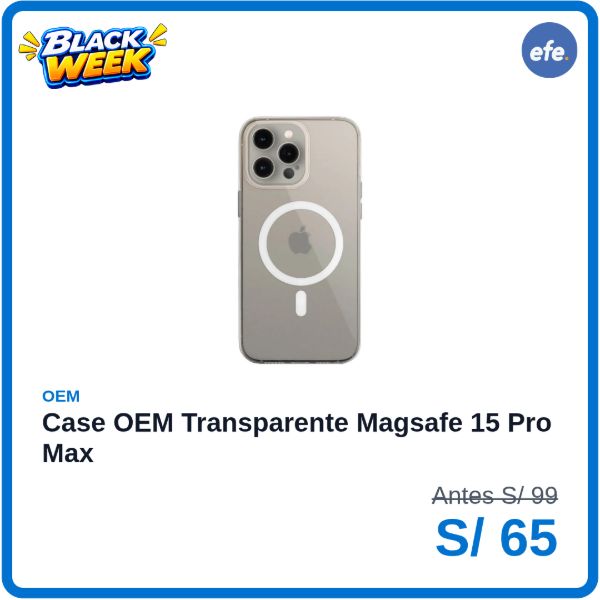 BLACK
WEEK
efe.
OEM
Case OEM Transparente Magsafe 15 Pro
Max
Antes S/ 99
S/ 65